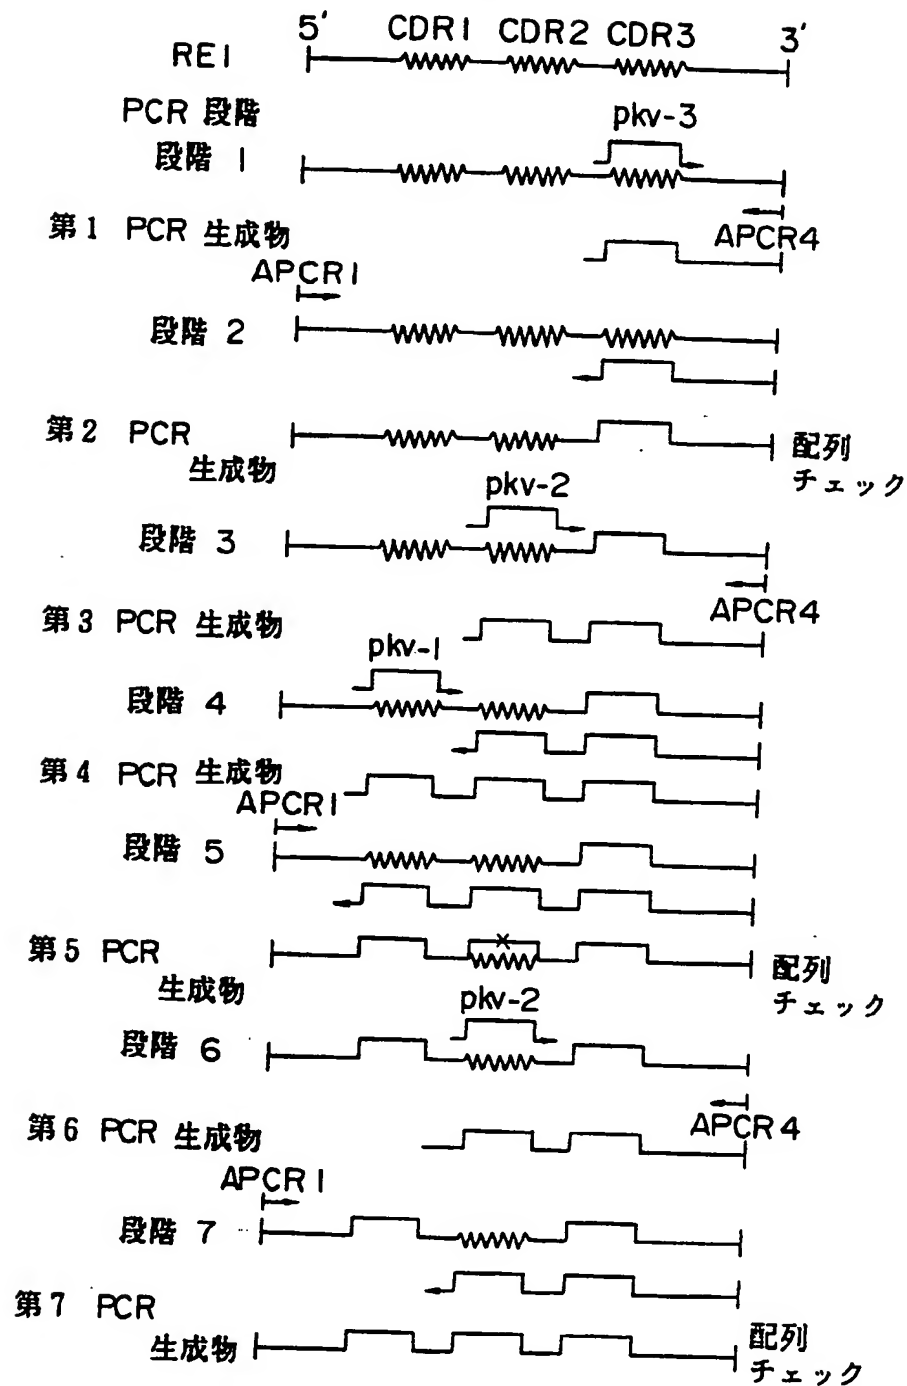 5' CDR1 CDR2 CDR3 3'
RE1
PCR 段階
pkv-3
段階 1
第1 PCR 生成物
APCR4
APCR1
段階 2
第2 PCR
生成物
配列
チェック
pkv-2
段階 3
APCR4
第3 PCR 生成物
pkv-1
段階 4
第4 PCR 生成物
APCR1
段階 5
第5 PCR
生成物
×
配列
チェック
pkv-2
段階 6
APCR4
第6 PCR 生成物
APCR1
段階 7
第7 PCR
生成物
配列
チェック